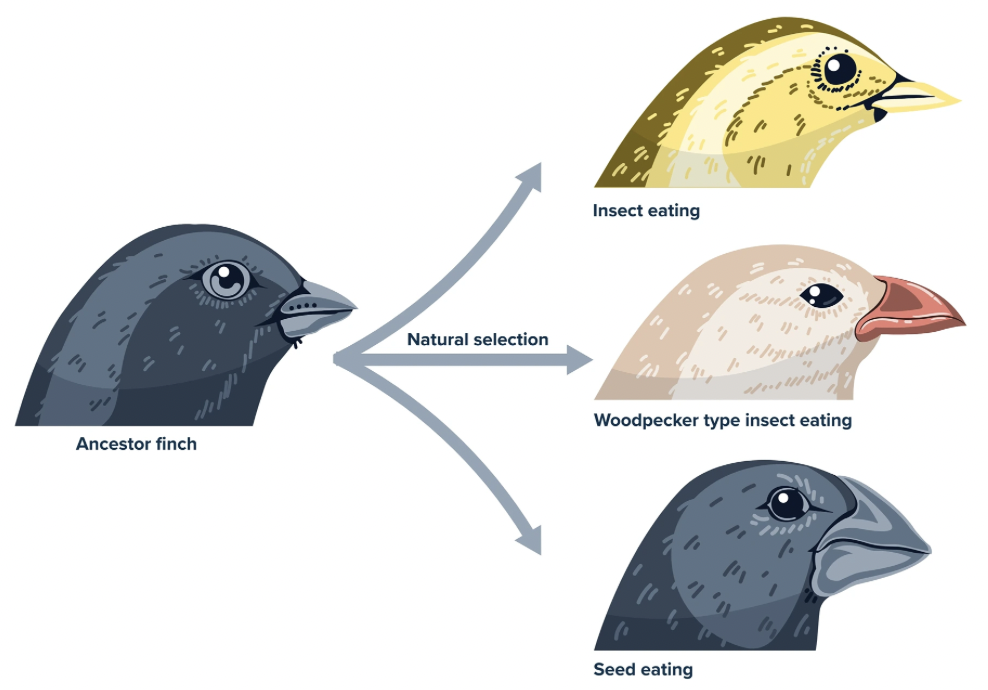 Insect eating
Natural selection
Woodpecker type insect eating
Ancestor finch
Seed eating